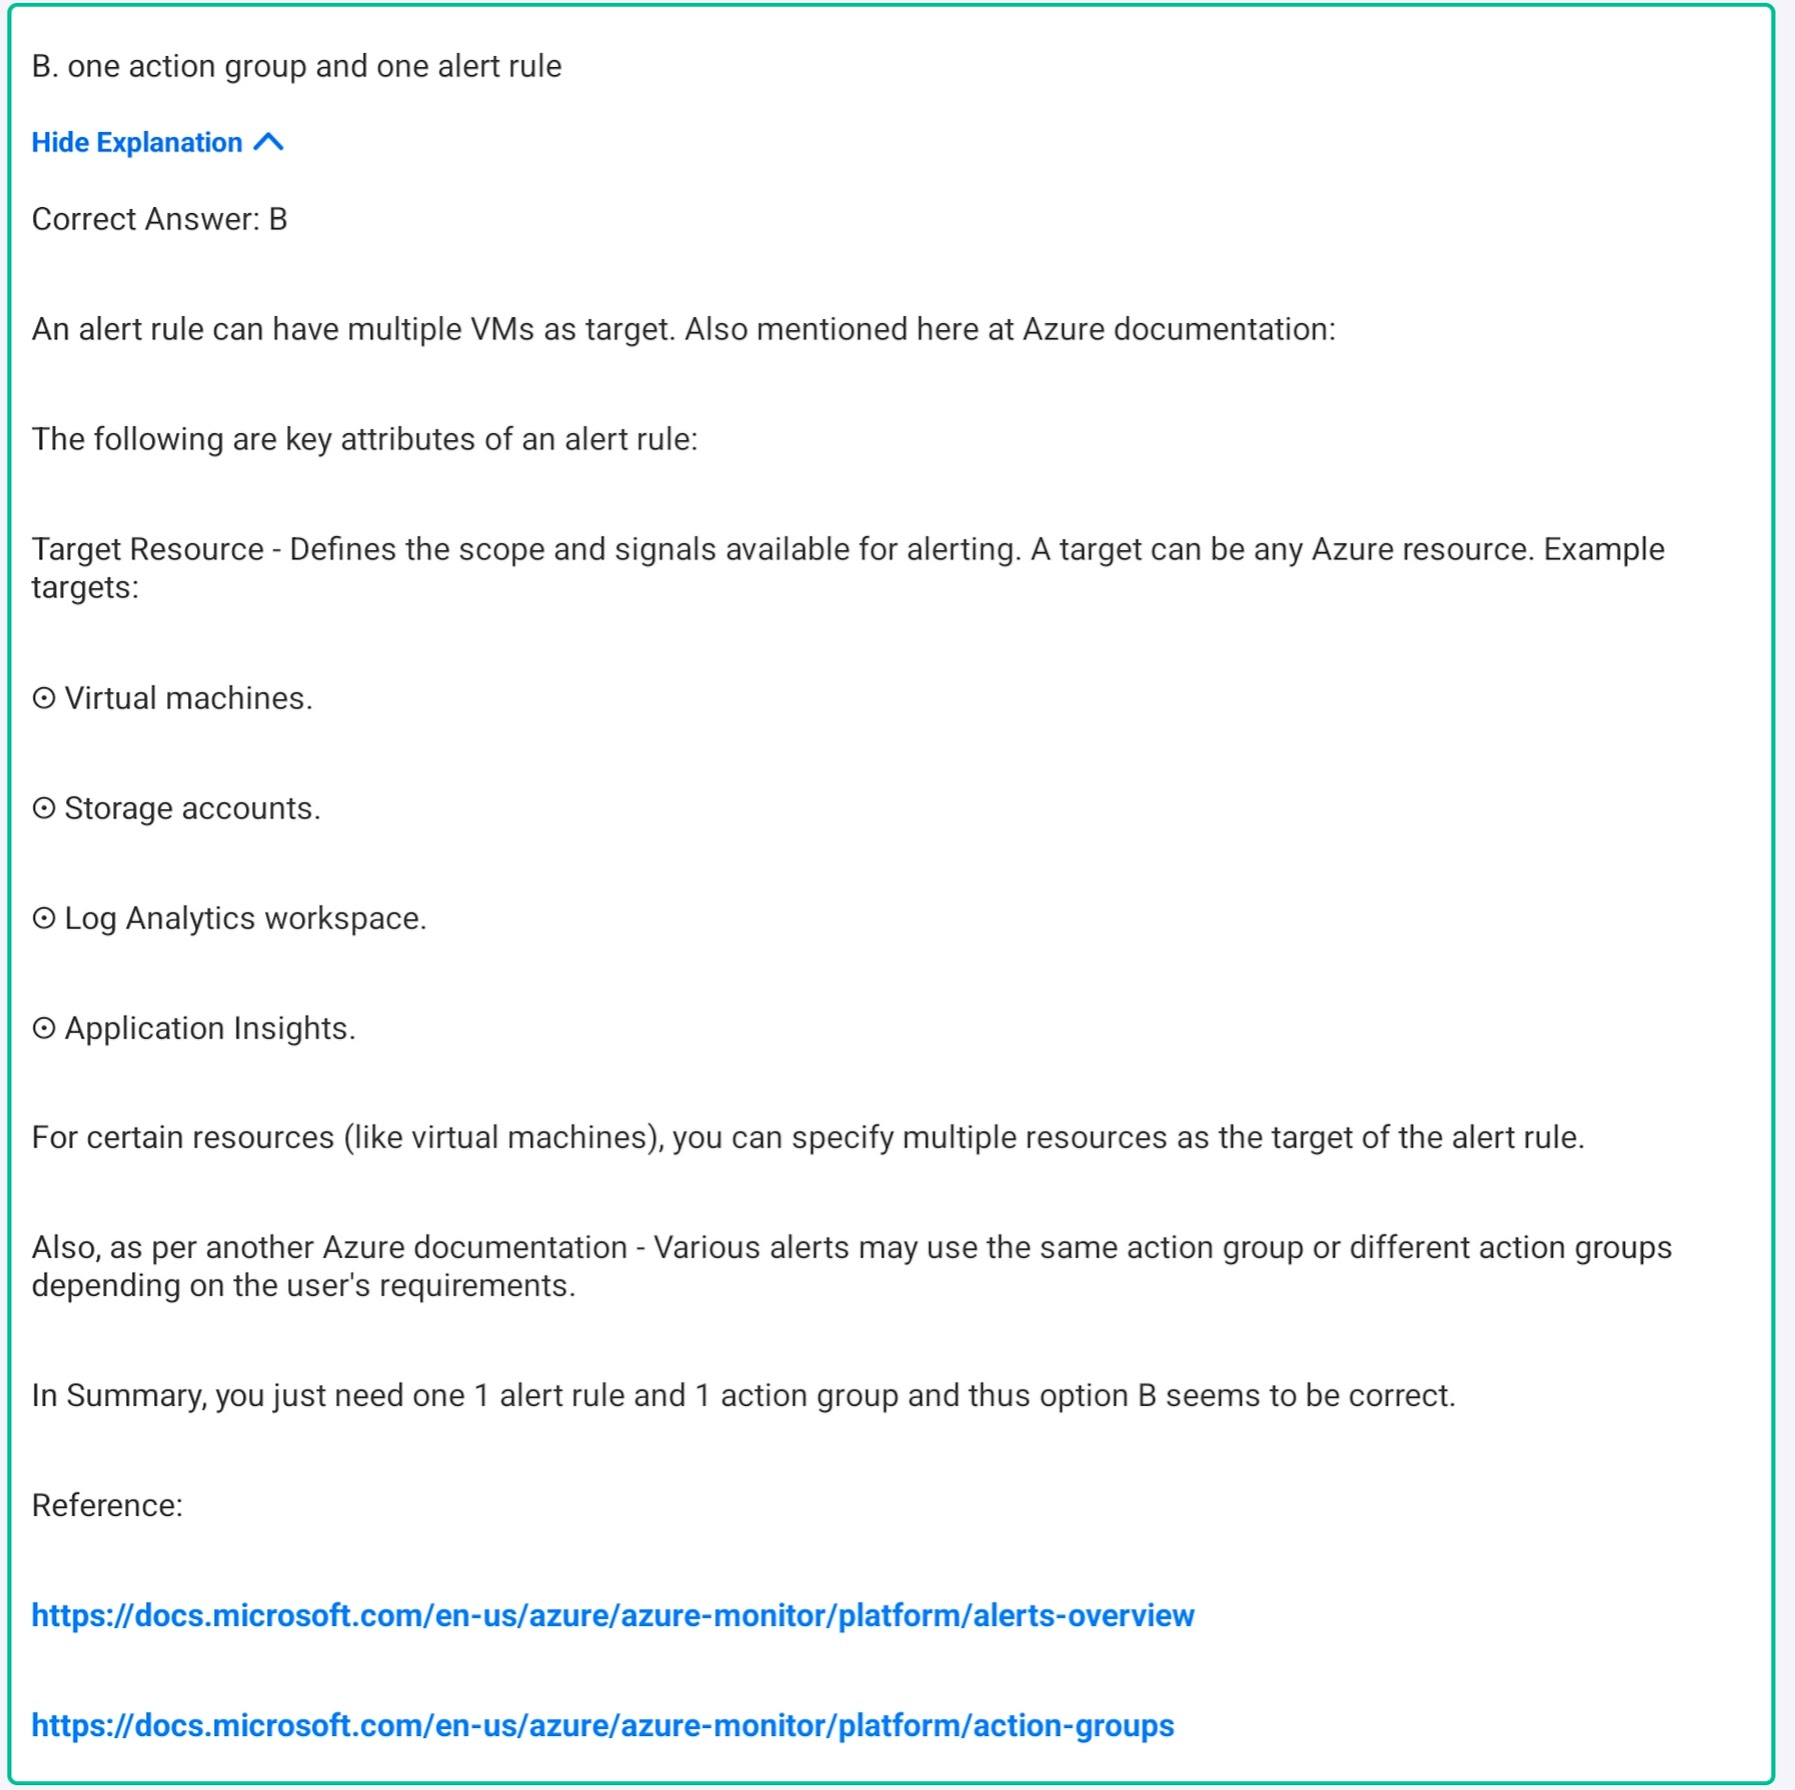 B. one action group and one alert rule
Hide Explanation
Correct Answer: B
An alert rule can have multiple VMs as target. Also mentioned here at Azure documentation:
The following are key attributes of an alert rule:
Target Resource - Defines the scope and signals available for alerting. A target can be any Azure resource. Example
targets:
⊙ Virtual machines.
⊙ Storage accounts.
⊙ Log Analytics workspace.
⊙ Application Insights.
For certain resources (like virtual machines), you can specify multiple resources as the target of the alert rule.
Also, as per another Azure documentation - Various alerts may use the same action group or different action groups
depending on the user's requirements.
In Summary, you just need one 1 alert rule and 1 action group and thus option B seems to be correct.
Reference:
https://docs.microsoft.com/en-us/azure/azure-monitor/platform/alerts-overview
https://docs.microsoft.com/en-us/azure/azure-monitor/platform/action-groups